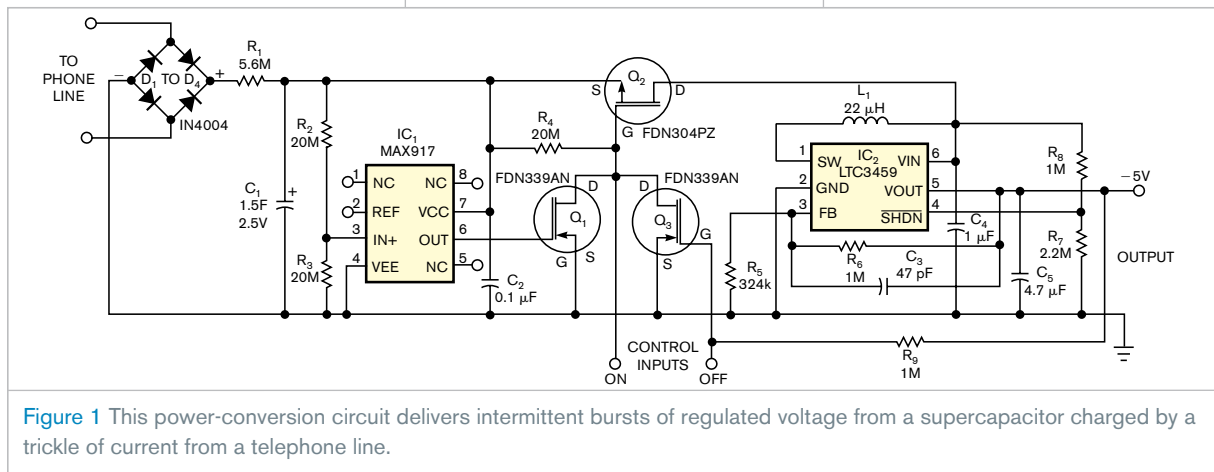 TO
PHONE
LINE
−
D1 TO D4
+
IN4004
R1
5.6M
R2
20M
C1
1.5F
2.5V
+
R3
20M
IC1
MAX917
1
NC
NC
8
2
REF
VCC
7
3
IN+
OUT
6
4
VEE
NC
5
C2
0.1 μF
R4
20M
S
Q2
D
G
FDN304PZ
FDN339AN
D
Q1
G
S
FDN339AN
D
Q3
G
S
CONTROL
INPUTS
ON
OFF
L1
22 μH
IC2
LTC3459
1
SW
VIN
6
2
GND
VOUT
5
3
FB
SHDN
4
R5
324k
R6
1M
C3
47 pF
C4
1 μF
C5
4.7 μF
R8
1M
R7
2.2M
−5V
OUTPUT
R9
1M
Figure 1 This power-conversion circuit delivers intermittent bursts of regulated voltage from a supercapacitor charged by a
trickle of current from a telephone line.